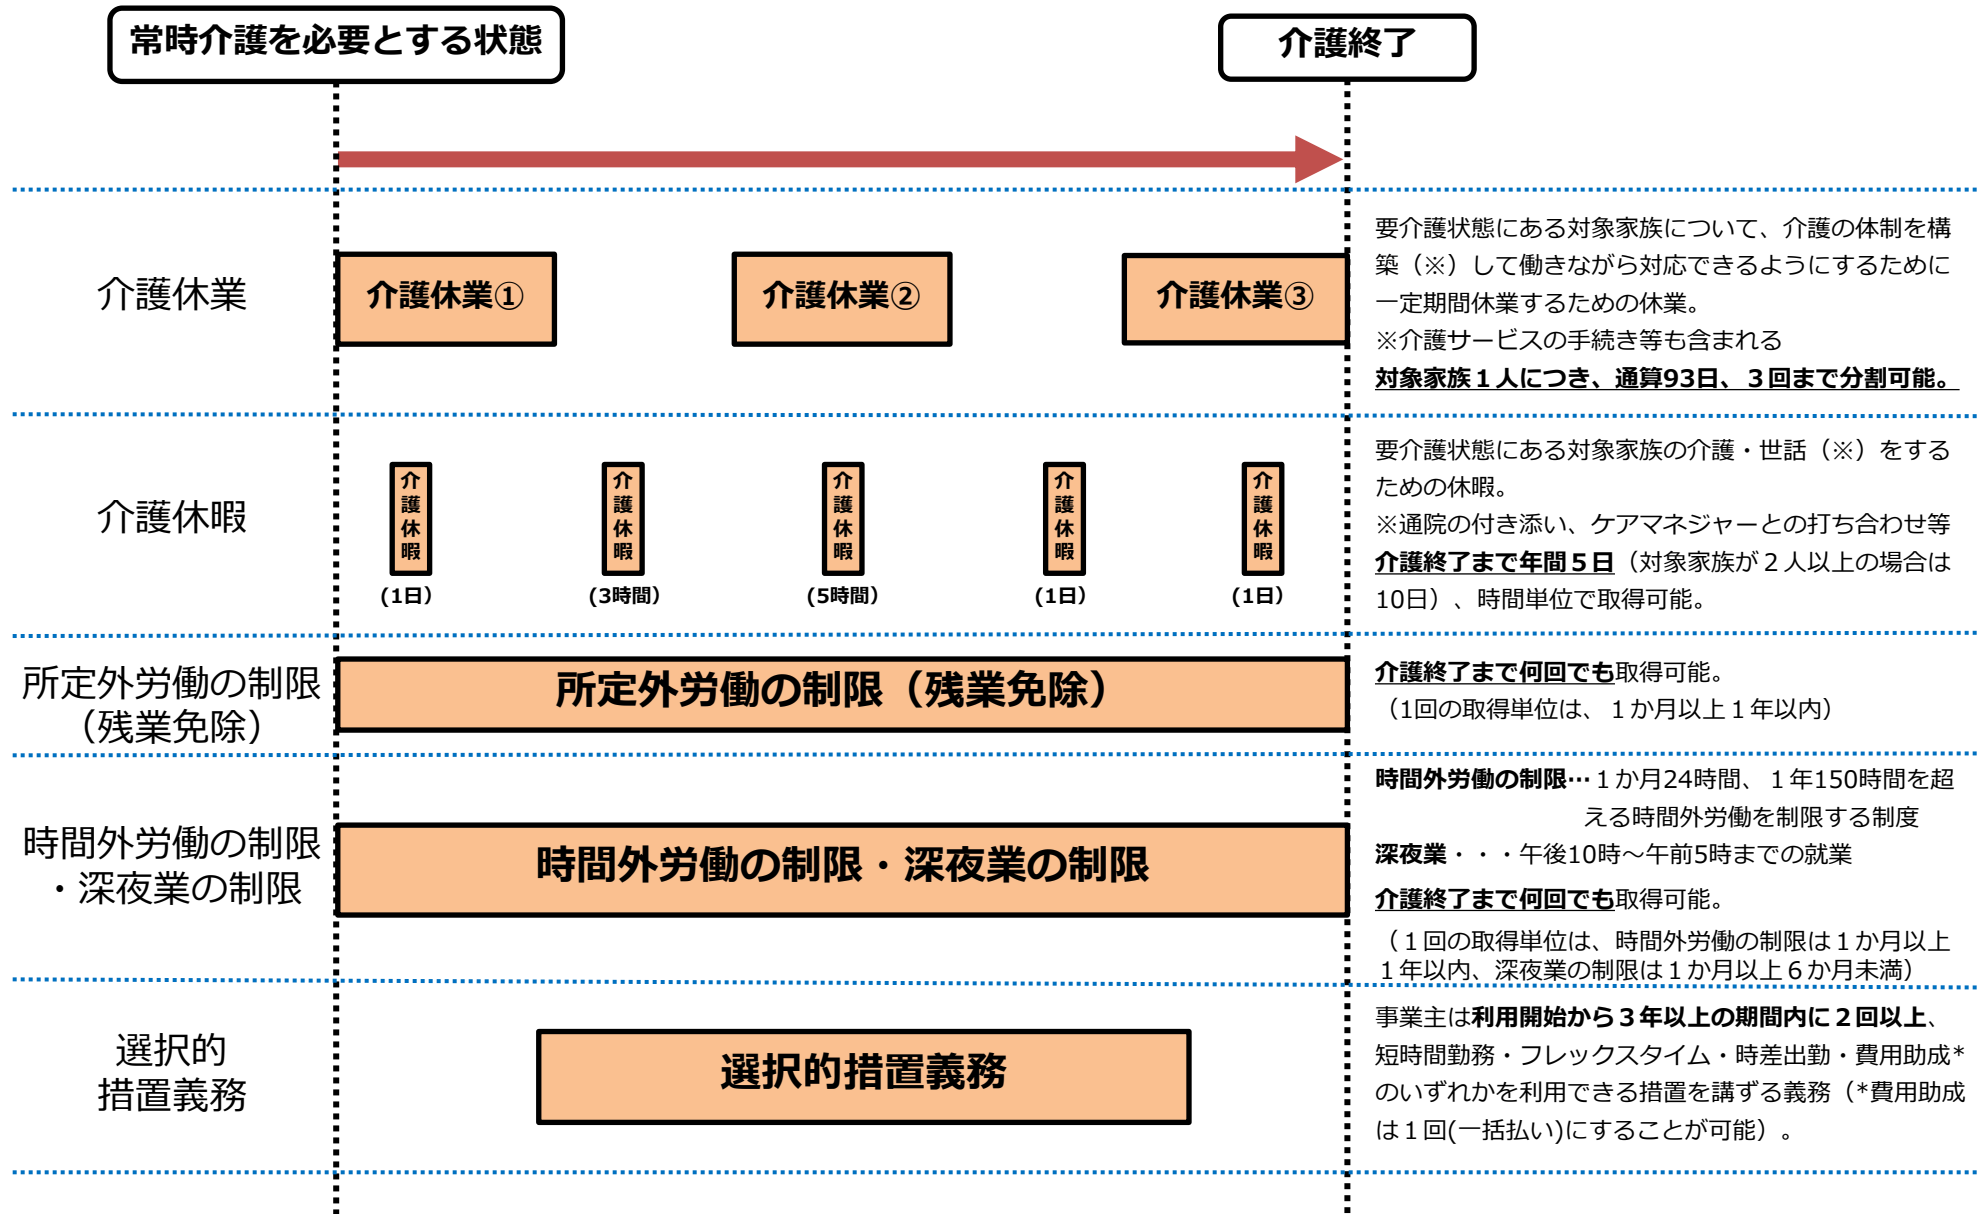 常時介護を必要とする状態
介護終了
介護休業
介護休業①
介護休業②
介護休業③
要介護状態にある対象家族について、介護の体制を構
築（※）して働きながら対応できるようにするために
一定期間休業するための休業。
※介護サービスの手続き等も含まれる
対象家族１人につき、通算93日、３回まで分割可能。
介護休暇
介護休暇
(1日）
介護休暇
(3時間）
介護休暇
(5時間）
介護休暇
(1日）
介護休暇
(1日）
要介護状態にある対象家族の介護・世話（※）をする
ための休暇。
※通院の付き添い、ケアマネジャーとの打ち合わせ等
介護終了まで年間５日（対象家族が２人以上の場合は
10日）、時間単位で取得可能。
所定外労働の制限
（残業免除）
所定外労働の制限（残業免除）
介護終了まで何回でも取得可能。
（1回の取得単位は、１か月以上１年以内）
時間外労働の制限
・深夜業の制限
時間外労働の制限・深夜業の制限
時間外労働の制限…１か月24時間、１年150時間を超
える時間外労働を制限する制度
深夜業・・・午後10時～午前5時までの就業
介護終了まで何回でも取得可能。
（１回の取得単位は、時間外労働の制限は１か月以上
１年以内、深夜業の制限は１か月以上６か月未満）
選択的
措置義務
選択的措置義務
事業主は利用開始から３年以上の期間内に２回以上、
短時間勤務・フレックスタイム・時差出勤・費用助成*
のいずれかを利用できる措置を講ずる義務（*費用助成
は１回(一括払い)にすることが可能）。